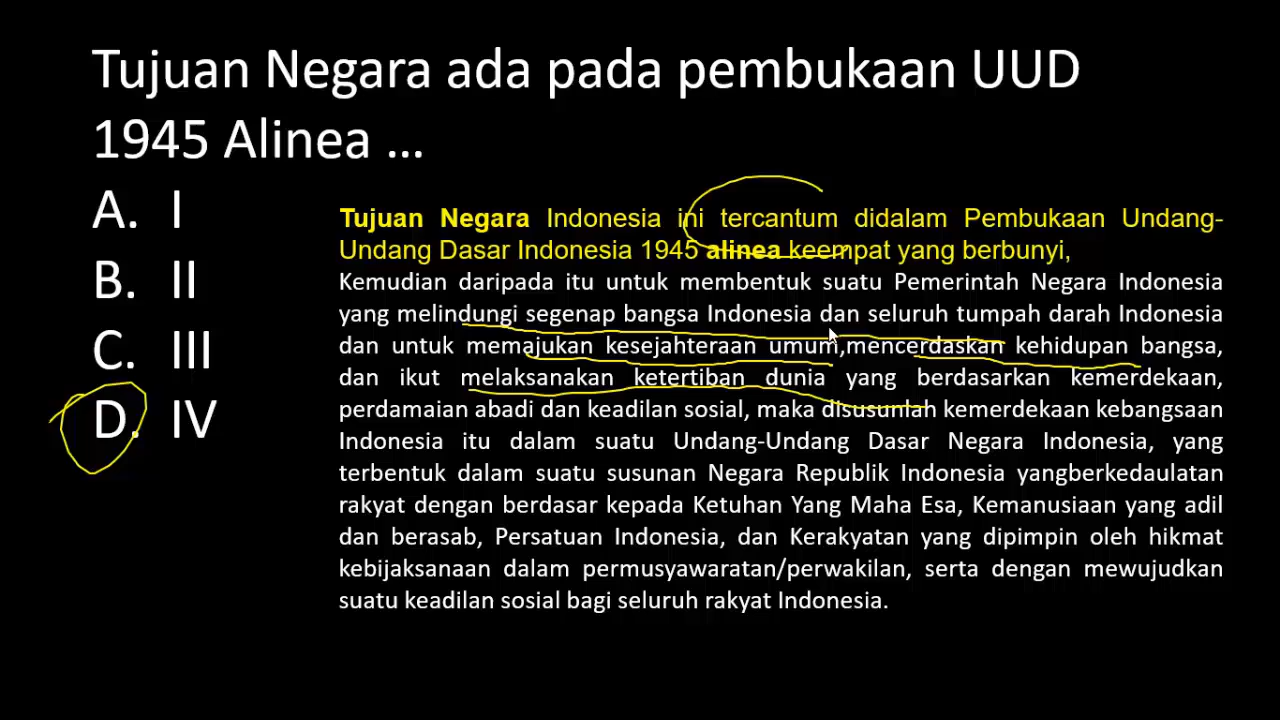 Tujuan Negara ada pada pembukaan UUD
1945 Alinea ...
A. I
B. II
C. III
D. IV
Tujuan Negara Indonesia ini tercantum didalam Pembukaan Undang-
Undang Dasar Indonesia 1945 alinea keempat yang berbunyi,
Kemudian daripada itu untuk membentuk suatu Pemerintah Negara Indonesia
yang melindungi segenap bangsa Indonesia dan seluruh tumpah darah Indonesia
dan untuk memajukan kesejahteraan umum,mencerdaskan kehidupan bangsa,
dan ikut melaksanakan ketertiban dunia yang berdasarkan kemerdekaan,
perdamaian abadi dan keadilan sosial, maka disusunlah kemerdekaan kebangsaan
Indonesia itu dalam suatu Undang-Undang Dasar Negara Indonesia, yang
terbentuk dalam suatu susunan Negara Republik Indonesia yangberkedaulatan
rakyat dengan berdasar kepada Ketuhan Yang Maha Esa, Kemanusiaan yang adil
dan berasab, Persatuan Indonesia, dan Kerakyatan yang dipimpin oleh hikmat
kebijaksanaan dalam permusyawaratan/perwakilan, serta dengan mewujudkan
suatu keadilan sosial bagi seluruh rakyat Indonesia.